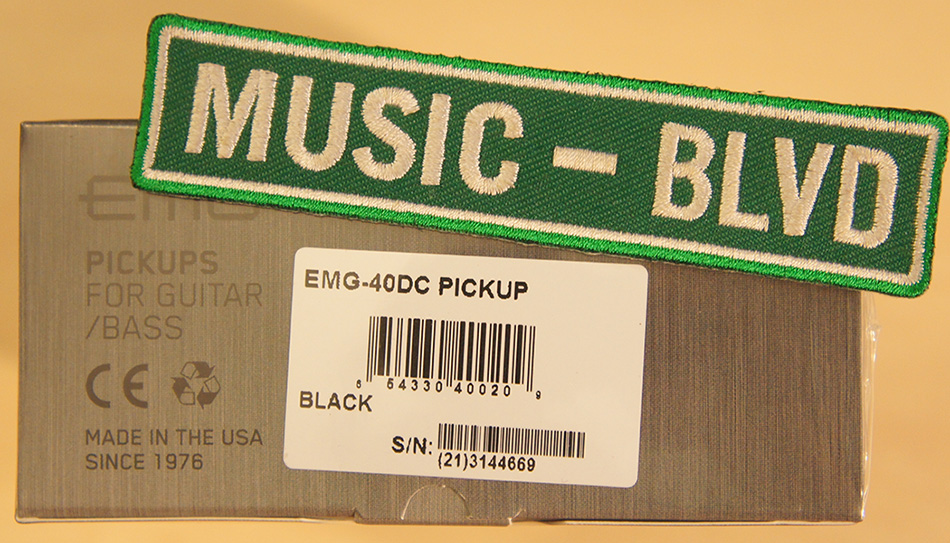 MUSIC - BLVD
EMG
PICKUPS
FOR GUITAR
/BASS
CE
MADE IN THE USA
SINCE 1976
EMG-40DC PICKUP
6 54330 40020 9
BLACK
S/N:
(21)3144669